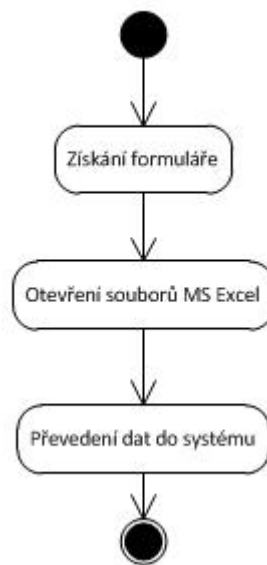 Získání formuláře
Otevření souborů MS Excel
Převedení dat do systému